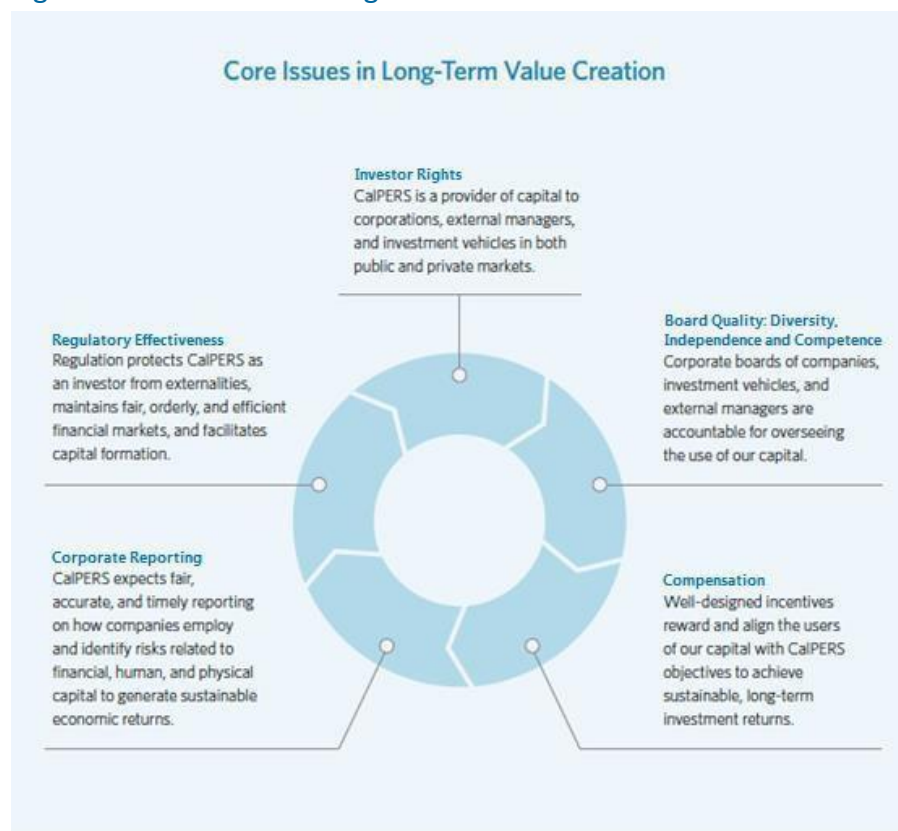 Core Issues in Long-Term Value Creation
Investor Rights
CalPERS is a provider of capital to
corporations, external managers,
and investment vehicles in both
public and private markets.
Board Quality: Diversity,
Independence and Competence
Corporate boards of companies,
investment vehicles, and
external managers are
accountable for overseeing
the use of our capital.
Compensation
Well-designed incentives
reward and align the users
of our capital with CalPERS
objectives to achieve
sustainable, long-term
investment returns.
Corporate Reporting
CalPERS expects fair,
accurate, and timely reporting
on how companies employ
and identify risks related to
financial, human, and physical
capital to generate sustainable
economic returns.
Regulatory Effectiveness
Regulation protects CalPERS as
an investor from externalities,
maintains fair, orderly, and efficient
financial markets, and facilitates
capital formation.